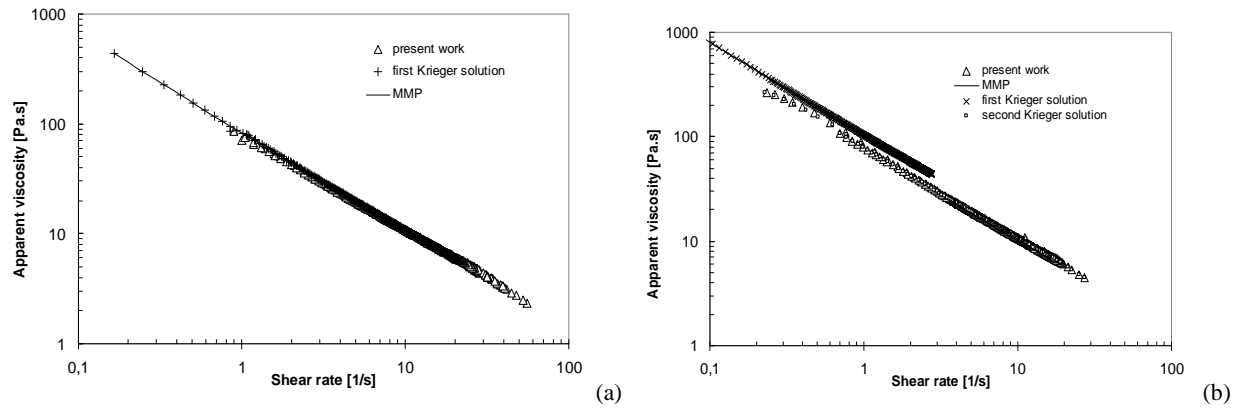 1000
100
10
1
0,1
1
10
100
Apparent viscosity [Pa.s]
Shear rate [1/s]
present work
first Krieger solution
MMP
(a)
1000
100
10
1
0,1
1
10
100
Apparent viscosity [Pa.s]
Shear rate [1/s]
present work
MMP
first Krieger solution
second Krieger solution
(b)